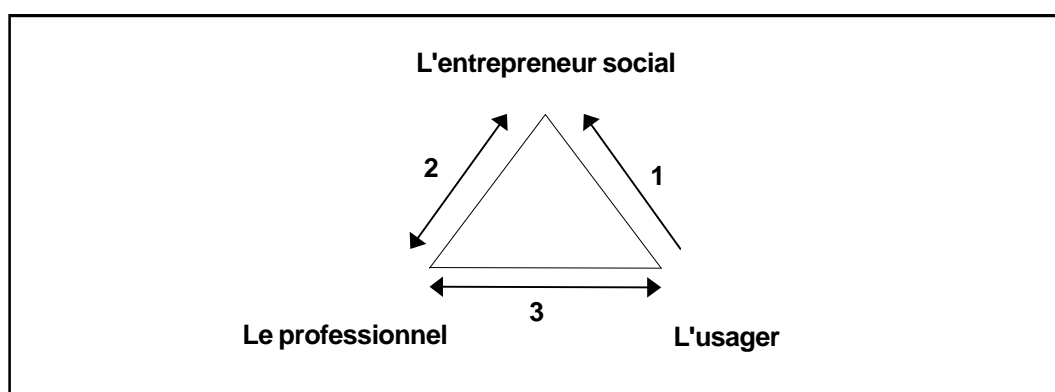 L'entrepreneur social
2
1
3
Le professionnel
L'usager